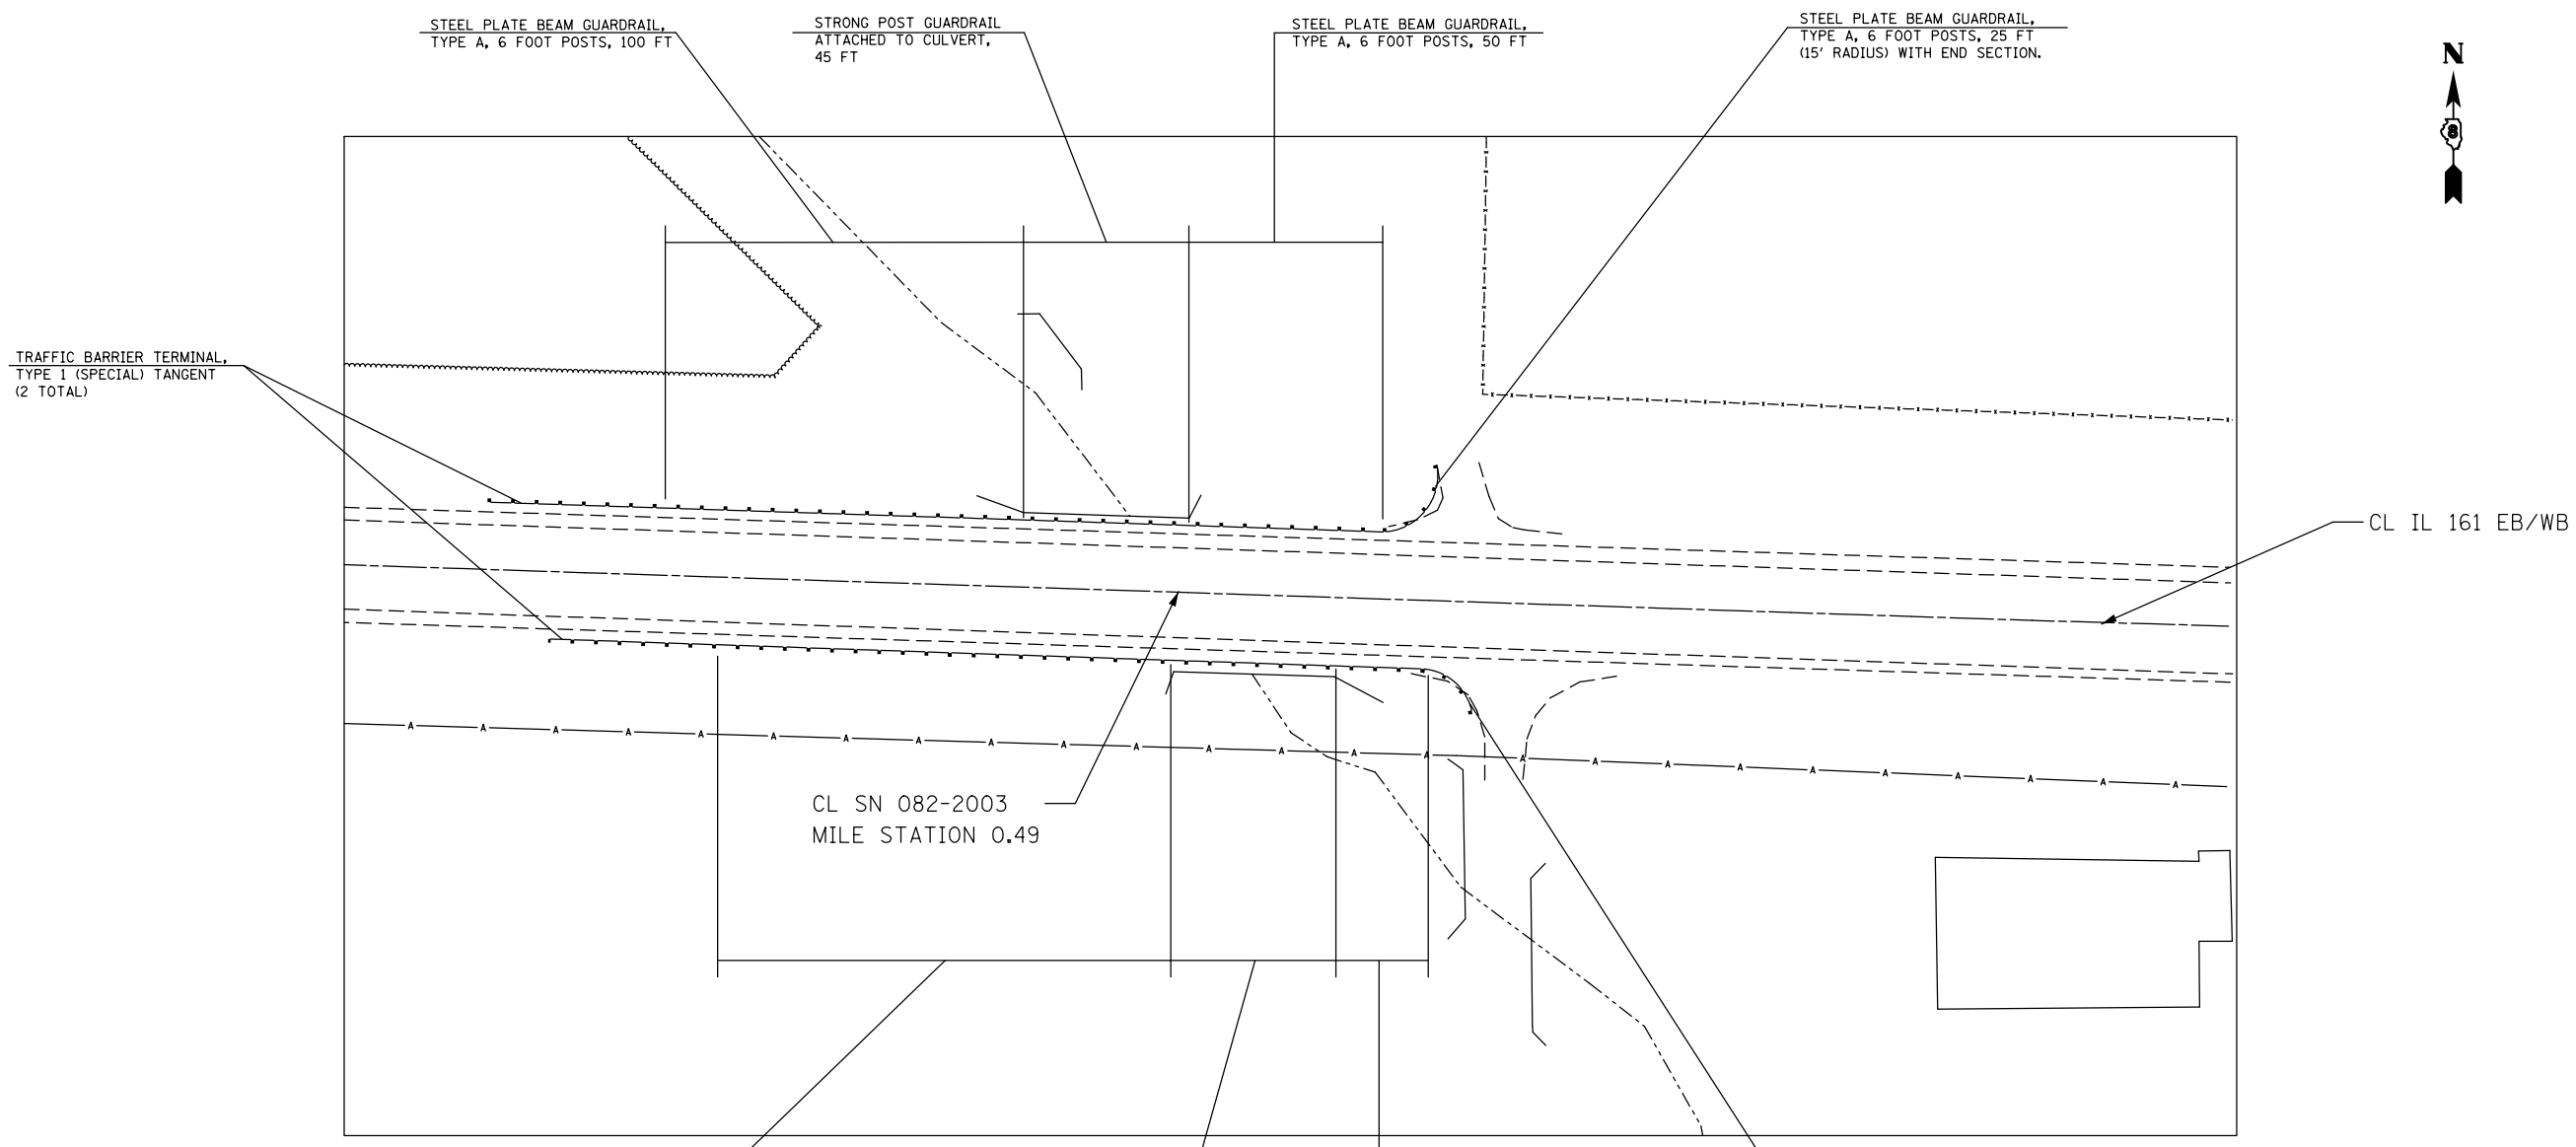 STEEL PLATE BEAM GUARDRAIL,
TYPE A, 6 FOOT POSTS, 100 FT
STRONG POST GUARDRAIL
ATTACHED TO CULVERT,
45 FT
STEEL PLATE BEAM GUARDRAIL,
TYPE A, 6 FOOT POSTS, 50 FT
STEEL PLATE BEAM GUARDRAIL,
TYPE A, 6 FOOT POSTS, 25 FT
(15' RADIUS) WITH END SECTION.
N
8
TRAFFIC BARRIER TERMINAL,
TYPE 1 (SPECIAL) TANGENT
(2 TOTAL)
CL IL 161 EB/WB
A A A A A A A A A A A A A A A A A A A A A A A A A
CL SN 082-2003
MILE STATION 0.49